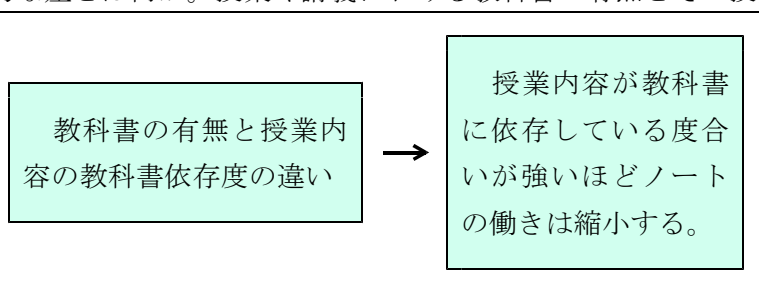 教科書の有無と授業内
容の教科書依存度の違い
授業内容が教科書
に依存している度合
いが強いほどノート
の働きは縮小する。